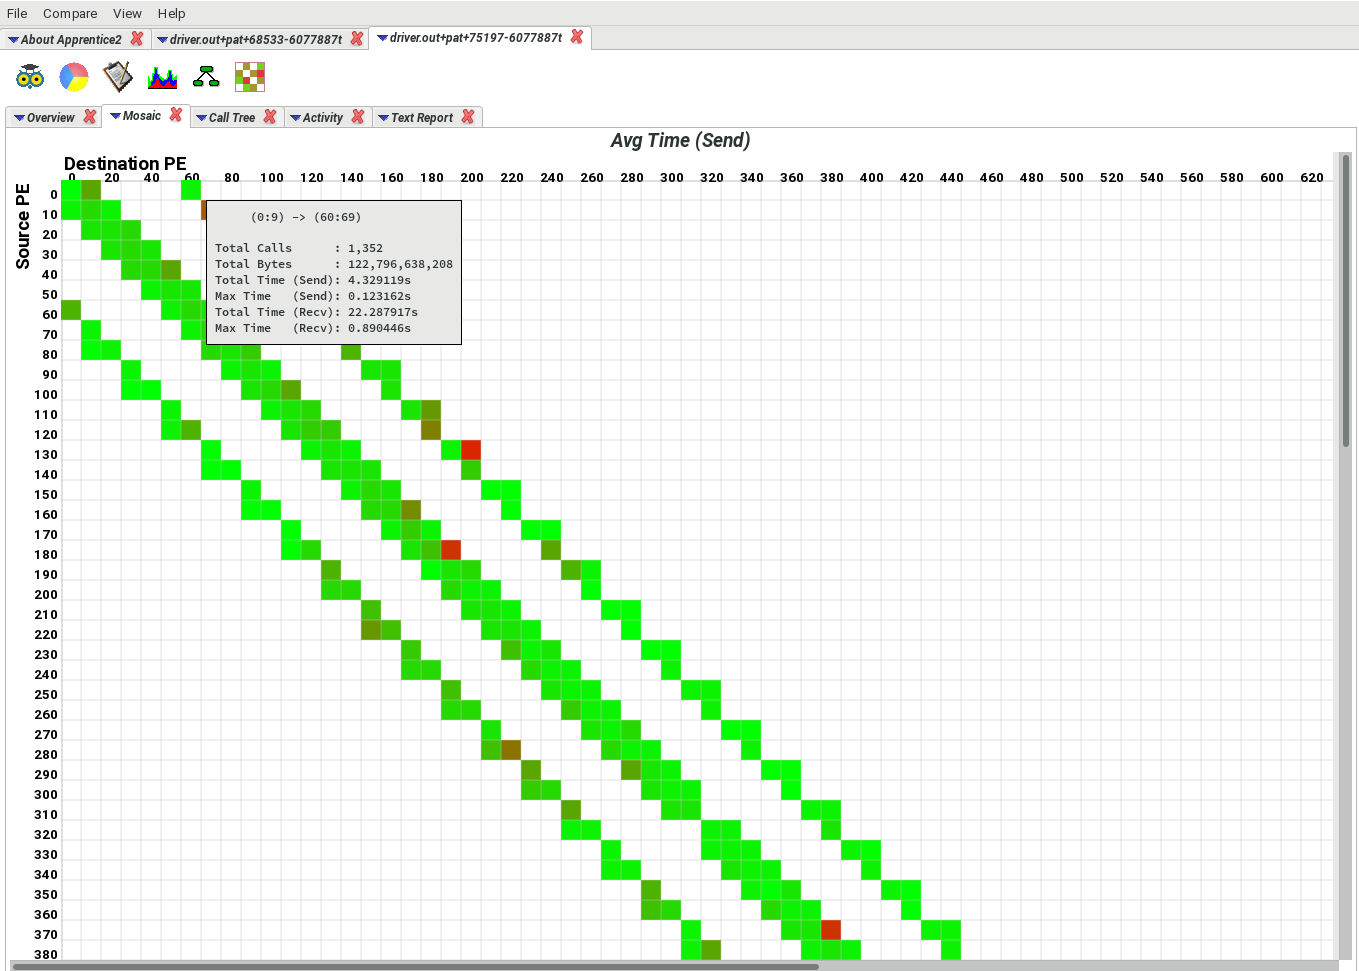 File Compare View Help
About Apprentice2 driver.out+pat+68533-6077887t driver.out+pat+75197-6077887t
Overview Mosaic Call Tree Activity Text Report
Avg Time (Send)
Destination PE
0 20 40 60 80 100 120 140 160 180 200 220 240 260 280 300 320 340 360 380 400 420 440 460 480 500 520 540 560 580 600 620
Source PE
0
10
20
30
40
50
60
70
80
90
100
110
120
130
140
150
160
170
180
190
200
210
220
230
240
250
260
270
280
290
300
310
320
330
340
350
360
370
380
(0:9) -> (60:69)
Total Calls : 1,352
Total Bytes : 122,796,638,208
Total Time (Send): 4.329119s
Max Time (Send): 0.123162s
Total Time (Recv): 22.287917s
Max Time (Recv): 0.890446s